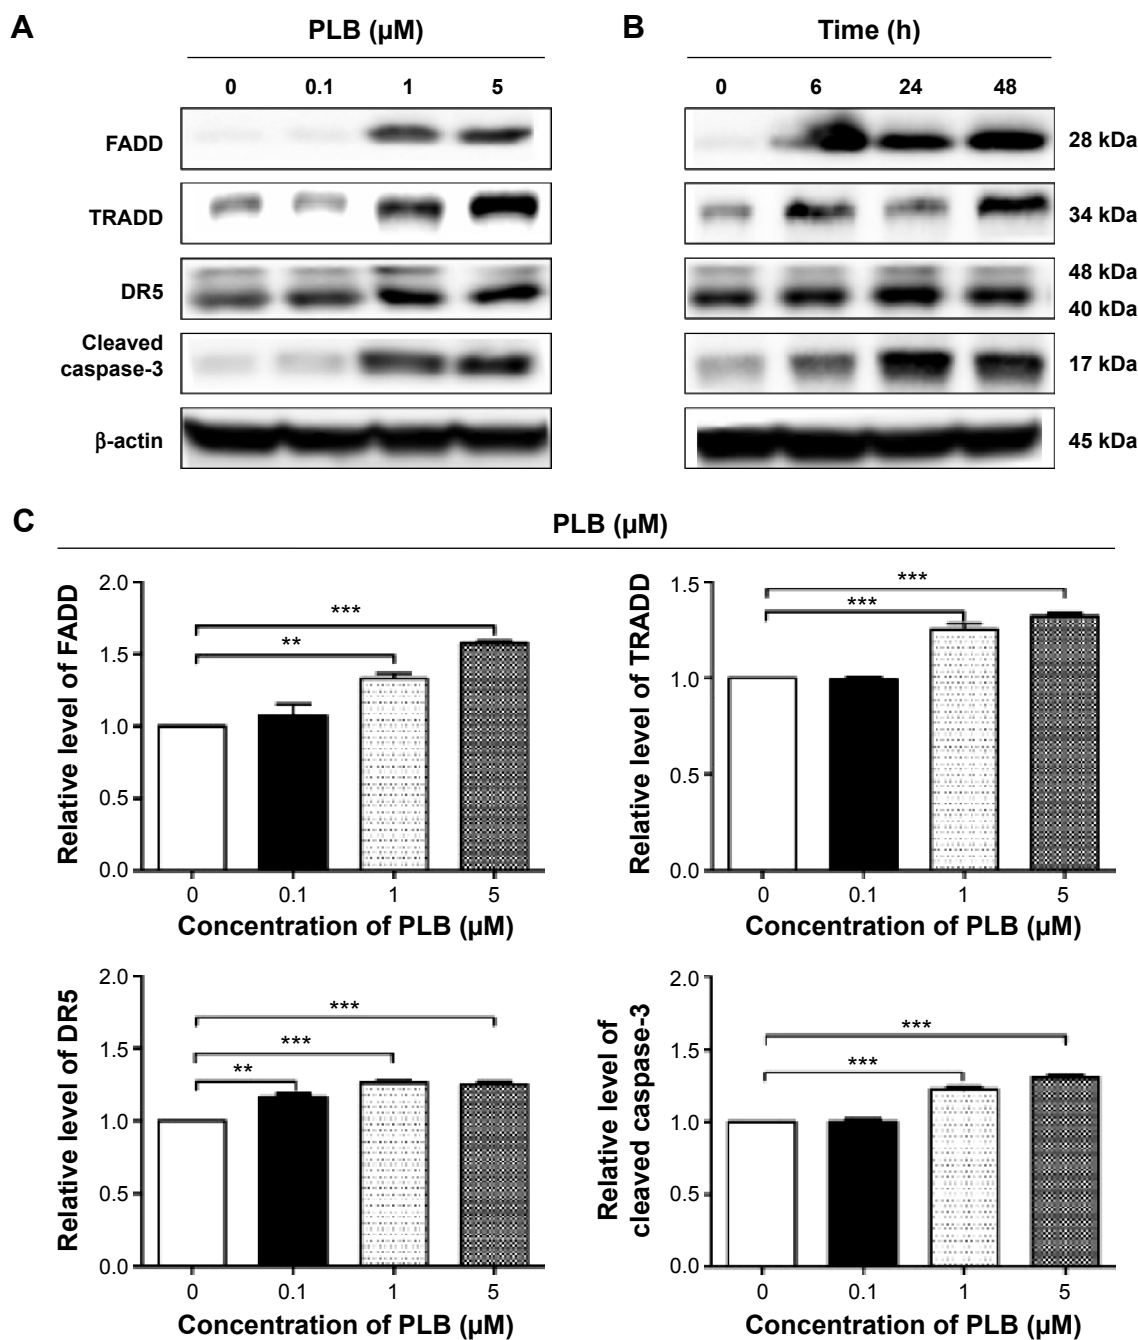 A
PLB (µM)
0 0.1 1 5
FADD
TRADD
DR5
Cleaved
caspase-3
β-actin
B
Time (h)
0 6 24 48
28 kDa
34 kDa
48 kDa
40 kDa
17 kDa
45 kDa
C
PLB (µM)
Relative level of FADD
2.0
1.5
1.0
0.5
0.0
***
**
0 0.1 1 5
Concentration of PLB (µM)
Relative level of TRADD
1.5
1.0
0.5
0.0
***
***
0 0.1 1 5
Concentration of PLB (µM)
Relative level of DR5
2.0
1.5
1.0
0.5
0.0
***
***
**
0 0.1 1 5
Concentration of PLB (µM)
Relative level of
cleaved caspase-3
2.0
1.5
1.0
0.5
0.0
***
***
0 0.1 1 5
Concentration of PLB (µM)